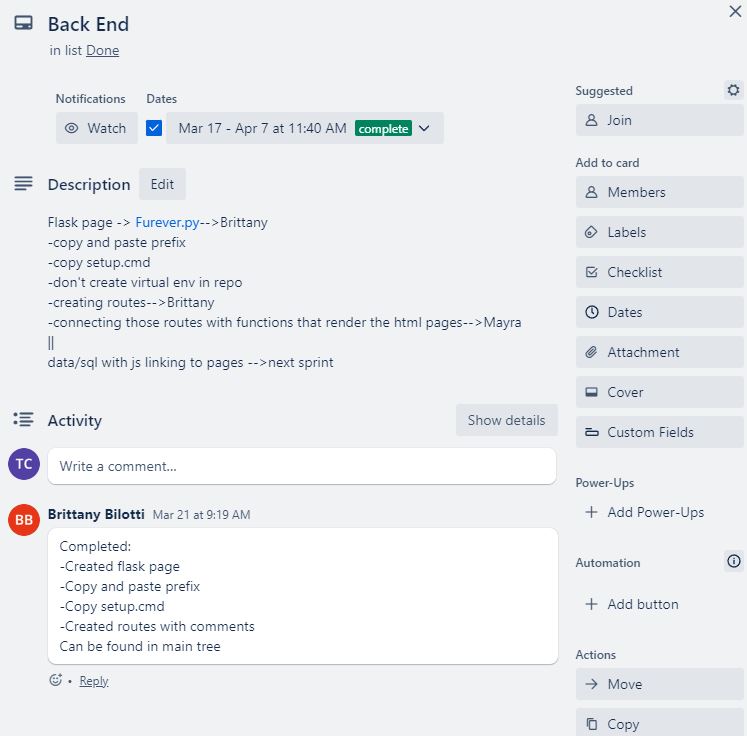 Back End
in list Done
Notifications
Dates
Watch
Mar 17 - Apr 7 at 11:40 AM complete
Description
Edit
Flask page -> Furever.py-->Brittany
-copy and paste prefix
-copy setup.cmd
-don't create virtual env in repo
-creating routes-->Brittany
-connecting those routes with functions that render the html pages-->Mayra
||
data/sql with js linking to pages -->next sprint
Activity
Show details
TC
Write a comment…
BB
Brittany Bilotti Mar 21 at 9:19 AM
Completed:
-Created flask page
-Copy and paste prefix
-Copy setup.cmd
-Created routes with comments
Can be found in main tree
• Reply
Suggested
Join
Add to card
Members
Labels
Checklist
Dates
Attachment
Cover
Custom Fields
Power-Ups
+ Add Power-Ups
Automation
+ Add button
Actions
Move
Copy